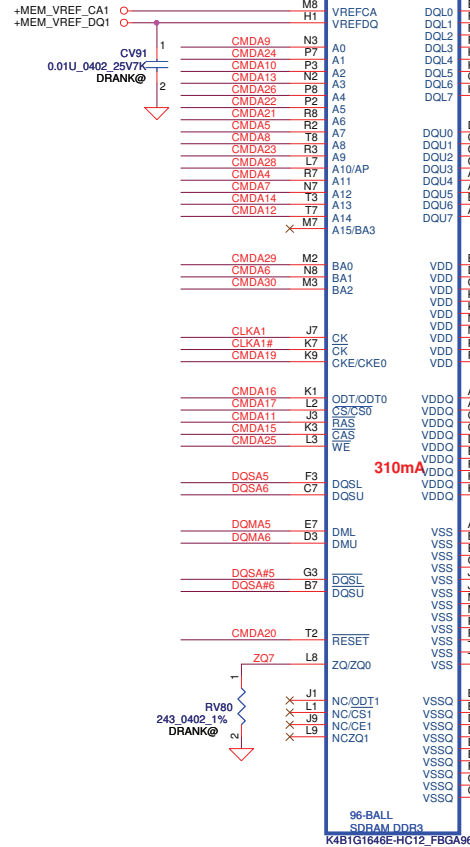 +MEM_VREF_CA1 M8 VREFCA DQL0
+MEM_VREF_DQ1 H1 VREFDQ DQL1
DQL2
DQL3
DQL4
DQL5
DQL6
DQL7
CV91 1
0.01U_0402_25V7K
DRANK@ 2
CMDA9 N3 A0
CMDA24 P7 A1
CMDA10 P3 A2
CMDA13 N2 A3
CMDA26 P8 A4
CMDA22 P2 A5
CMDA21 R8 A6
CMDA5 R2 A7 DQU0
CMDA8 T8 A8 DQU1
CMDA23 R3 A9 DQU2
CMDA28 L7 A10/AP DQU3
CMDA4 R7 A11 DQU4
CMDA7 N7 A12 DQU5
CMDA14 T3 A13 DQU6
CMDA12 T7 A14 DQU7
M7 A15/BA3
CMDA29 M2 BA0 VDD
CMDA6 N8 BA1 VDD
CMDA30 M3 BA2 VDD
VDD
VDD
VDD
CLKA1 J7 CK VDD
CLKA1# K7 CK VDD
CMDA19 K9 CKE/CKE0 VDD
CMDA16 K1 ODT/ODT0 VDDQ
CMDA17 L2 CS/CS0 VDDQ
CMDA11 J3 RAS VDDQ
CMDA15 K3 CAS VDDQ
CMDA25 L3 WE VDDQ
VDDQ
310mA VDDQ
DQSA5 F3 DQSL VDDQ
DQSA6 C7 DQSU VDDQ
DQMA5 E7 DML VSS
DQMA6 D3 DMU VSS
VSS
VSS
DQSA#5 G3 DQSL VSS
DQSA#6 B7 DQSU VSS
VSS
VSS
VSS
CMDA20 T2 RESET VSS
VSS
ZQ7 L8 ZQ/ZQ0 VSS
1
RV80
243_0402_1%
DRANK@ 2
J1 NC/ODT1 VSSQ
L1 NC/CS1 VSSQ
J9 NC/CE1 VSSQ
L9 NCZQ1 VSSQ
VSSQ
VSSQ
VSSQ
VSSQ
VSSQ
96-BALL
SDRAM DDR3
K4B1G1646E-HC12_FBGA96